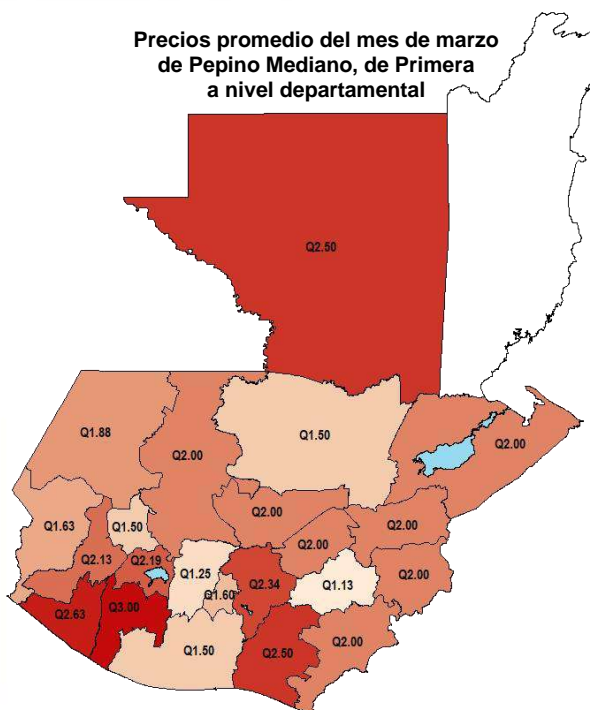 Precios promedio del mes de marzo
de Pepino Mediano, de Primera
a nivel departamental
Q2.50
Q1.88
Q2.00
Q1.50
Q2.00
Q1.63
Q1.50
Q2.00
Q2.00
Q2.00
Q2.13
Q2.19
Q1.25
Q1.60
Q2.34
Q1.13
Q2.00
Q2.63
Q3.00
Q1.50
Q2.50
Q2.00